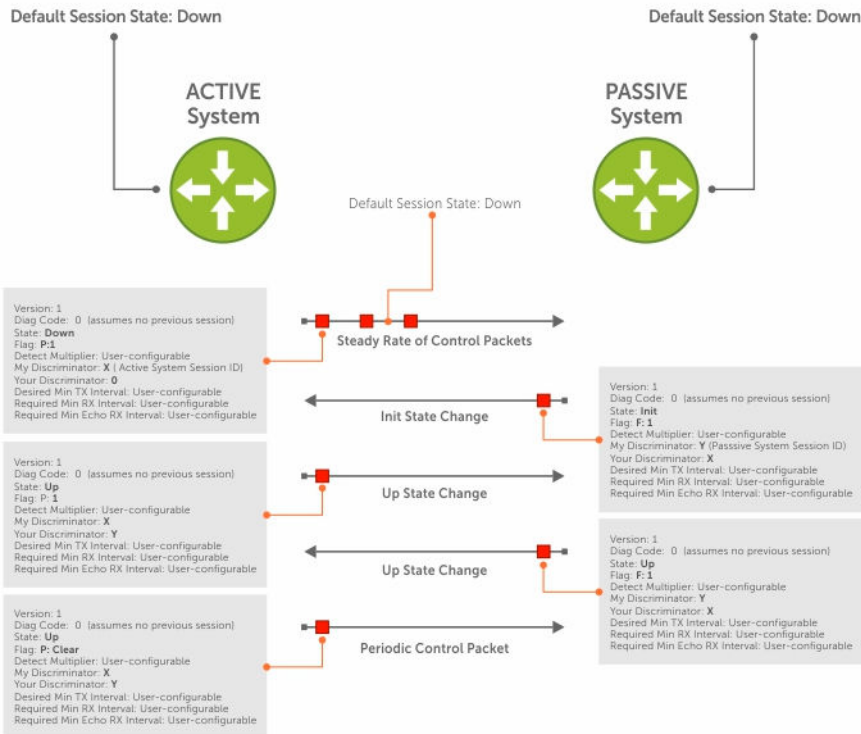 Default Session State: Down
Default Session State: Down
ACTIVE
System
PASSIVE
System
Default Session State: Down
Version: 1
Diag Code: 0 (assumes no previous session)
State: Down
Flag: P:1
Detect Multiplier: User-configurable
My Discriminator: X ( Active System Session ID)
Your Discriminator: 0
Desired Min TX Interval: User-configurable
Required Min RX Interval: User-configurable
Required Min Echo RX Interval: User-configurable
Steady Rate of Control Packets
Init State Change
Version: 1
Diag Code: 0 (assumes no previous session)
State: Init
Flag: F: 1
Detect Multiplier: User-configurable
My Discriminator: Y (Passsive System Session ID)
Your Discriminator: X
Desired Min TX Interval: User-configurable
Required Min RX Interval: User-configurable
Required Min Echo RX Interval: User-configurable
Version: 1
Diag Code: 0 (assumes no previous session)
State: Up
Flag: P: 1
Detect Multiplier: User-configurable
My Discriminator: X
Your Discriminator: Y
Desired Min TX Interval: User-configurable
Required Min RX Interval: User-configurable
Required Min Echo RX Interval: User-configurable
Up State Change
Up State Change
Version: 1
Diag Code: 0 (assumes no previous session)
State: Up
Flag: F: 1
Detect Multiplier: User-configurable
My Discriminator: Y
Your Discriminator: X
Desired Min TX Interval: User-configurable
Required Min RX Interval: User-configurable
Required Min Echo RX Interval: User-configurable
Version: 1
Diag Code: 0 (assumes no previous session)
State: Up
Flag: P: Clear
Detect Multiplier: User-configurable
My Discriminator: X
Your Discriminator: Y
Desired Min TX Interval: User-configurable
Required Min RX Interval: User-configurable
Required Min Echo RX Interval: User-configurable
Periodic Control Packet